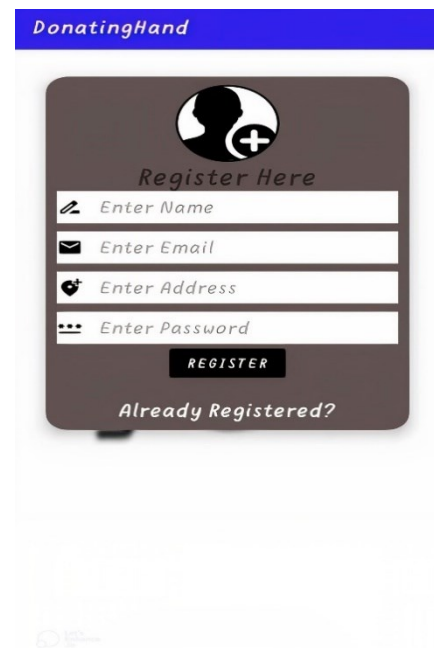 DonatingHand
Register Here
Enter Name
Enter Email
Enter Address
Enter Password
REGISTER
Already Registered?